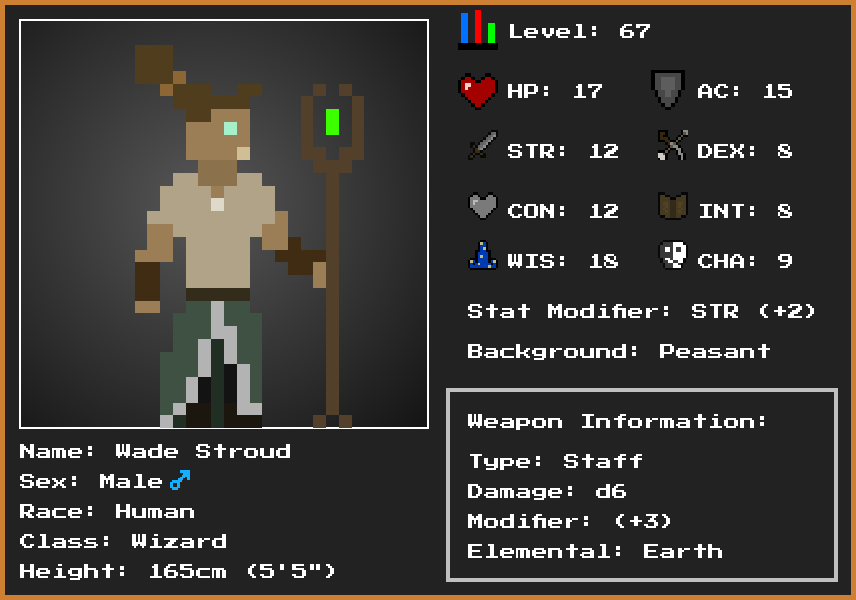 Level: 67
HP: 17 AC: 15
STR: 12 DEX: 8
CON: 12 INT: 8
WIS: 18 CHA: 9
Stat Modifier: STR (+2)
Background: Peasant
Weapon Information:
Type: Staff
Damage: d6
Modifier: (+3)
Elemental: Earth
Name: Wade Stroud
Sex: Male♂
Race: Human
Class: Wizard
Height: 165cm (5'5")